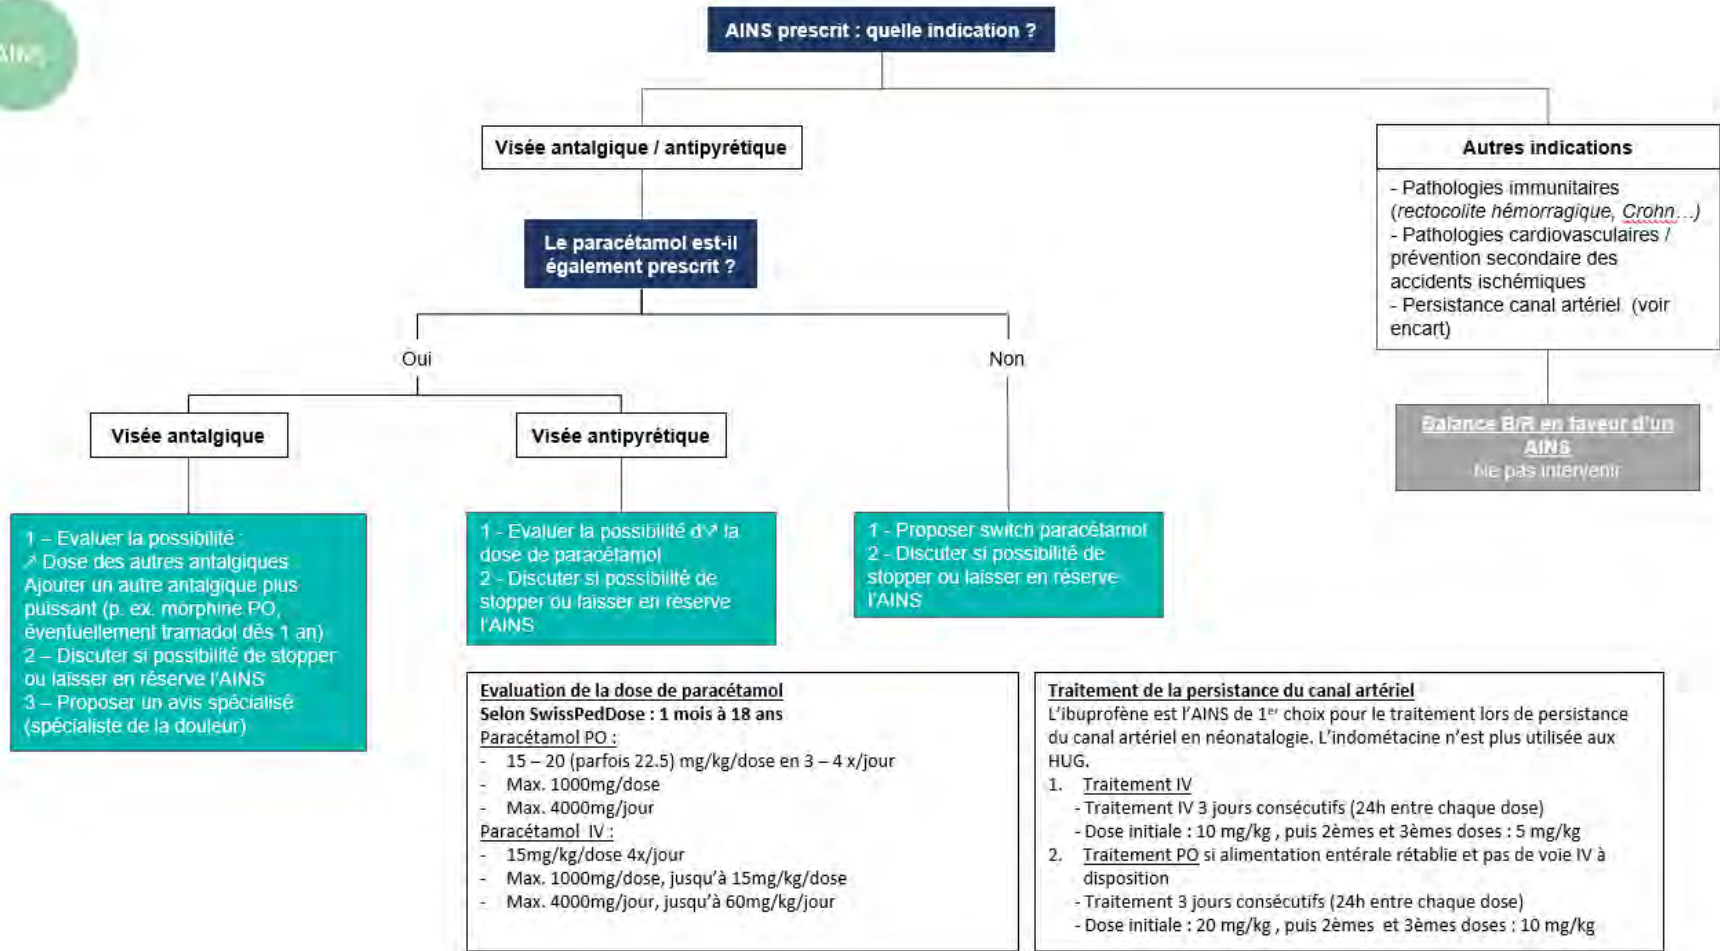 AINS
AINS prescrit : quelle indication ?
Visée antalgique / antipyrétique
Autres indications
- Pathologies immunitaires
(rectocolite hémorragique, Crohn…)
- Pathologies cardiovasculaires /
prévention secondaire des
accidents ischémiques
- Persistance canal artériel (voir
encart)
Le paracétamol est-il
également prescrit ?
Oui
Non
Balance B/R en faveur d'un
AINS
Ne pas intervenir
Visée antalgique
Visée antipyrétique
1 – Evaluer la possibilité :
↗ Dose des autres antalgiques
Ajouter un autre antalgique plus
puissant (p. ex. morphine PO,
éventuellement tramadol dès 1 an)
2 – Discuter si possibilité de stopper
ou laisser en réserve l'AINS
3 – Proposer un avis spécialisé
(spécialiste de la douleur)
1 - Evaluer la possibilité d'↗ la
dose de paracétamol
2 - Discuter si possibilité de
stopper ou laisser en réserve
l'AINS
1 - Proposer switch paracétamol
2 - Discuter si possibilité de
stopper ou laisser en réserve
l'AINS
Evaluation de la dose de paracétamol
Selon SwissPedDose : 1 mois à 18 ans
Paracétamol PO :
- 15 – 20 (parfois 22.5) mg/kg/dose en 3 – 4 x/jour
- Max. 1000mg/dose
- Max. 4000mg/jour
Paracétamol IV :
- 15mg/kg/dose 4x/jour
- Max. 1000mg/dose, jusqu'à 15mg/kg/dose
- Max. 4000mg/jour, jusqu'à 60mg/kg/jour
Traitement de la persistance du canal artériel
L'ibuprofène est l'AINS de 1er choix pour le traitement lors de persistance
du canal artériel en néonatalogie. L'indométacine n'est plus utilisée aux
HUG.
1. Traitement IV
- Traitement IV 3 jours consécutifs (24h entre chaque dose)
- Dose initiale : 10 mg/kg , puis 2èmes et 3èmes doses : 5 mg/kg
2. Traitement PO si alimentation entérale rétablie et pas de voie IV à
disposition
- Traitement 3 jours consécutifs (24h entre chaque dose)
- Dose initiale : 20 mg/kg , puis 2èmes et 3èmes doses : 10 mg/kg